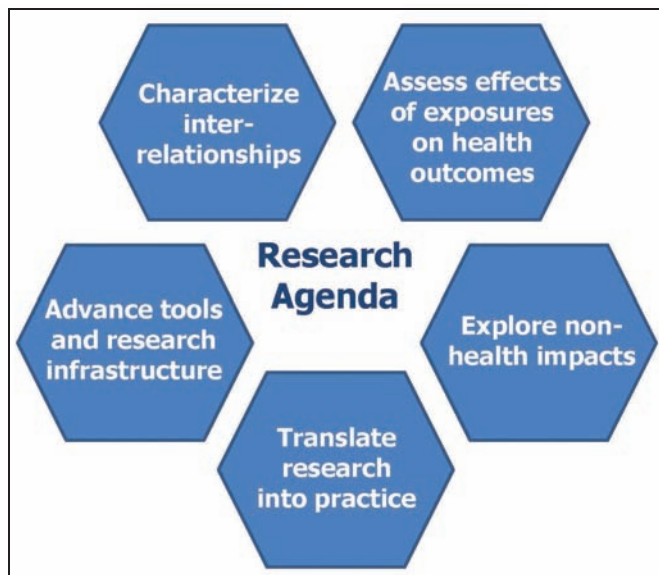 Characterize
inter-
relationships
Assess effects
of exposures
on health
outcomes
Research
Agenda
Advance tools
and research
infrastructure
Explore non-
health impacts
Translate
research
into practice